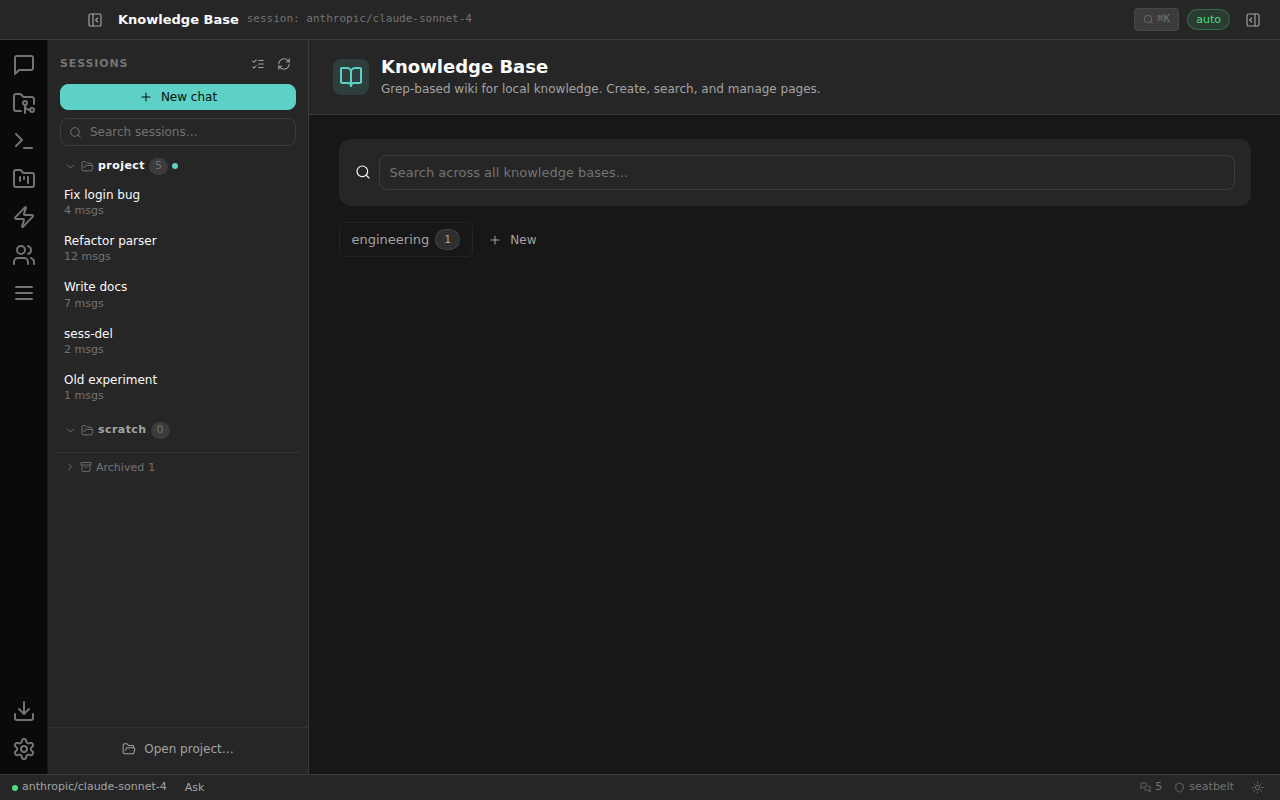 Knowledge Base session: anthropic/claude-sonnet-4
⌘K
auto
SESSIONS
New chat
Search sessions...
project 5
Fix login bug
4 msgs
Refactor parser
12 msgs
Write docs
7 msgs
sess-del
2 msgs
Old experiment
1 msgs
scratch 0
Archived 1
Open project...
Knowledge Base
Grep-based wiki for local knowledge. Create, search, and manage pages.
Search across all knowledge bases...
engineering 1
New
anthropic/claude-sonnet-4 Ask
5 seatbelt